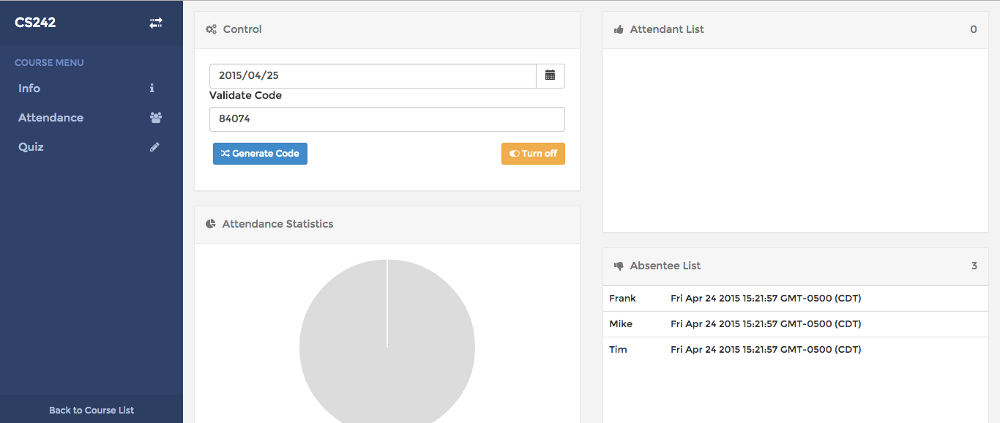 CS242
COURSE MENU
Info
Attendance
Quiz
Back to Course List
Control
2015/04/25
Validate Code
84074
Generate Code
Turn off
Attendance Statistics
Attendant List 0
Absentee List 3
Frank Fri Apr 24 2015 15:21:57 GMT-0500 (CDT)
Mike Fri Apr 24 2015 15:21:57 GMT-0500 (CDT)
Tim Fri Apr 24 2015 15:21:57 GMT-0500 (CDT)